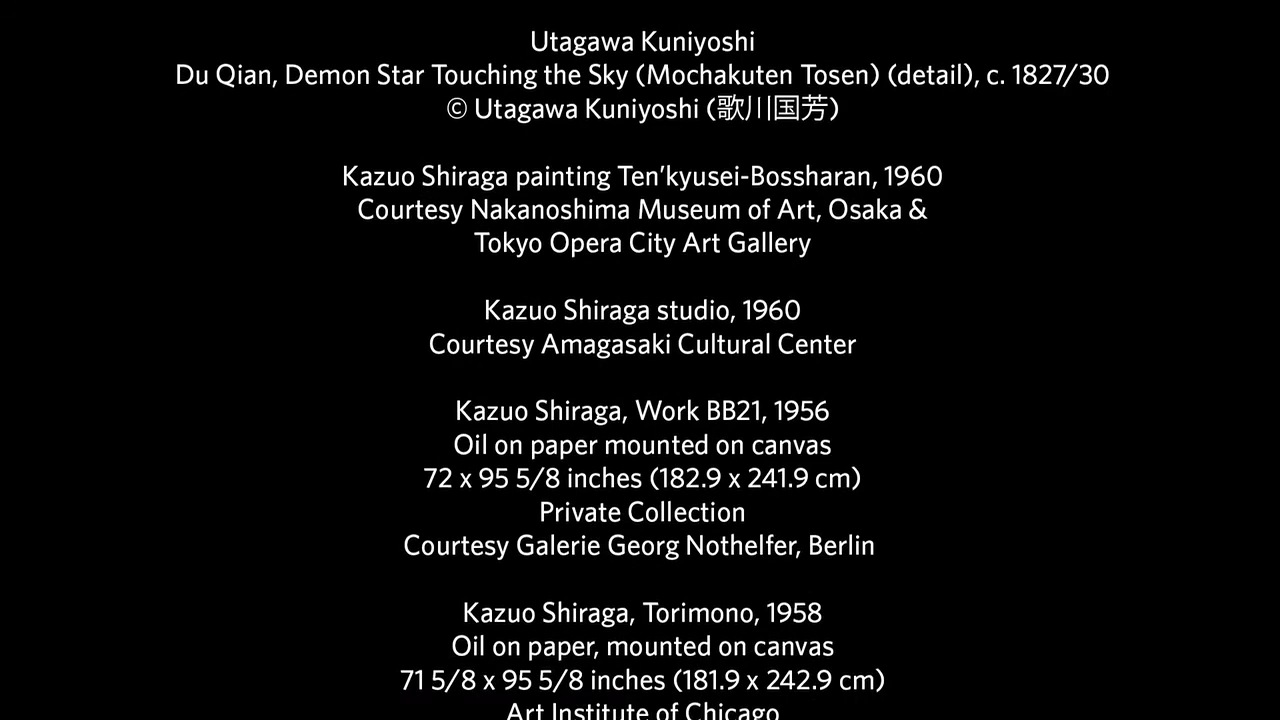 Utagawa Kuniyoshi
Du Qian, Demon Star Touching the Sky (Mochakuten Tosen) (detail), c. 1827/30
© Utagawa Kuniyoshi (歌川国芳)
Kazuo Shiraga painting Ten’kyusei-Bossharan, 1960
Courtesy Nakanoshima Museum of Art, Osaka &
Tokyo Opera City Art Gallery
Kazuo Shiraga studio, 1960
Courtesy Amagasaki Cultural Center
Kazuo Shiraga, Work BB21, 1956
Oil on paper mounted on canvas
72 x 95 5/8 inches (182.9 x 241.9 cm)
Private Collection
Courtesy Galerie Georg Nothelfer, Berlin
Kazuo Shiraga, Torimono, 1958
Oil on paper, mounted on canvas
71 5/8 x 95 5/8 inches (181.9 x 242.9 cm)
Art Institute of Chicago